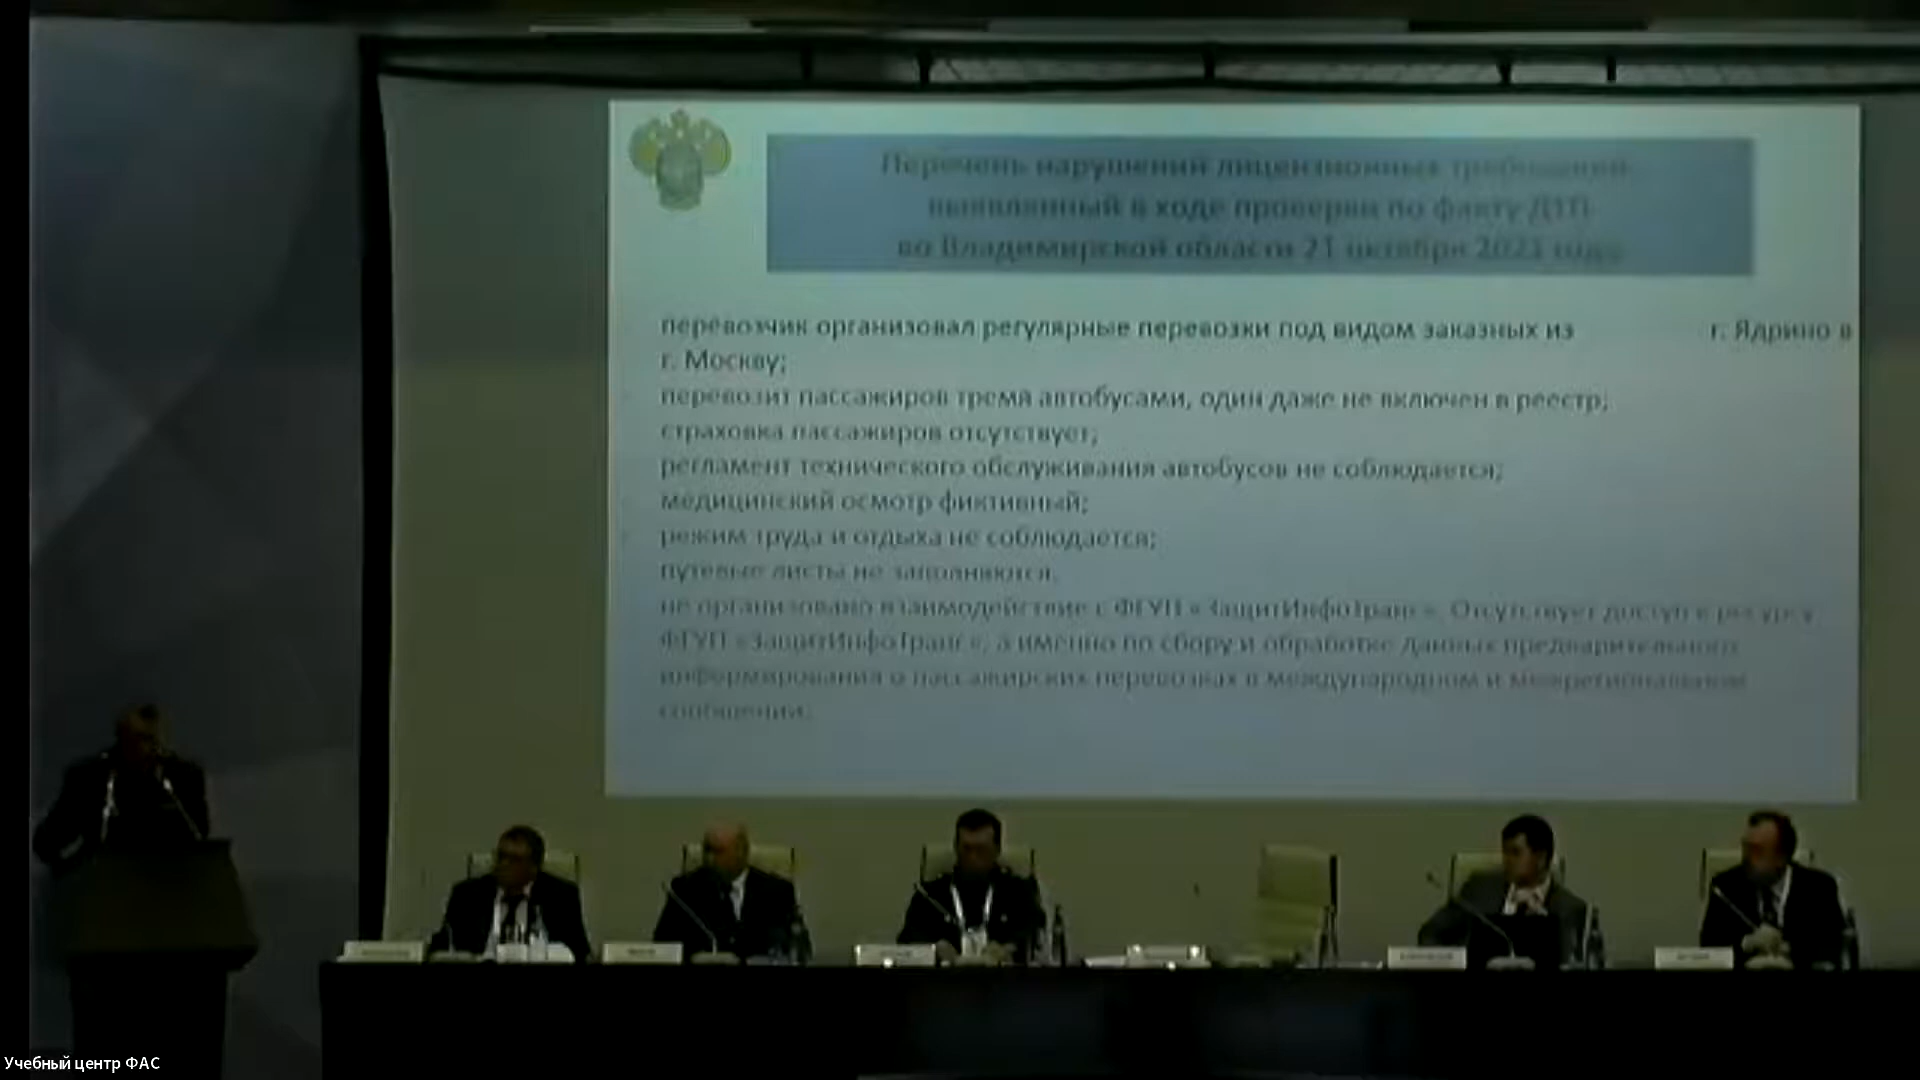 Перечень нарушений лицензионных требований
выявленный в ходе проверки по факту ДТП
во Владимирской области 21 октября 2021 года
перевозчик организовал регулярные перевозки под видом заказных из г. Ядрино в
г. Москву;
перевозит пассажиров тремя автобусами, один даже не включен в реестр;
страховка пассажиров отсутствует;
регламент технического обслуживания автобусов не соблюдается;
медицинский осмотр фиктивный;
режим труда и отдыха не соблюдается;
путевые листы не заполняются.
не организовано взаимодействие с ФГУП «ЗащитИнфоТранс». Отсутствует доступ к ресурсу
ФГУП «ЗащитИнфоТранс», а именно по сбору и обработке данных предварительного
информирования о пассажирских перевозках в международном и межрегиональном
сообщении.
Учебный центр ФАС